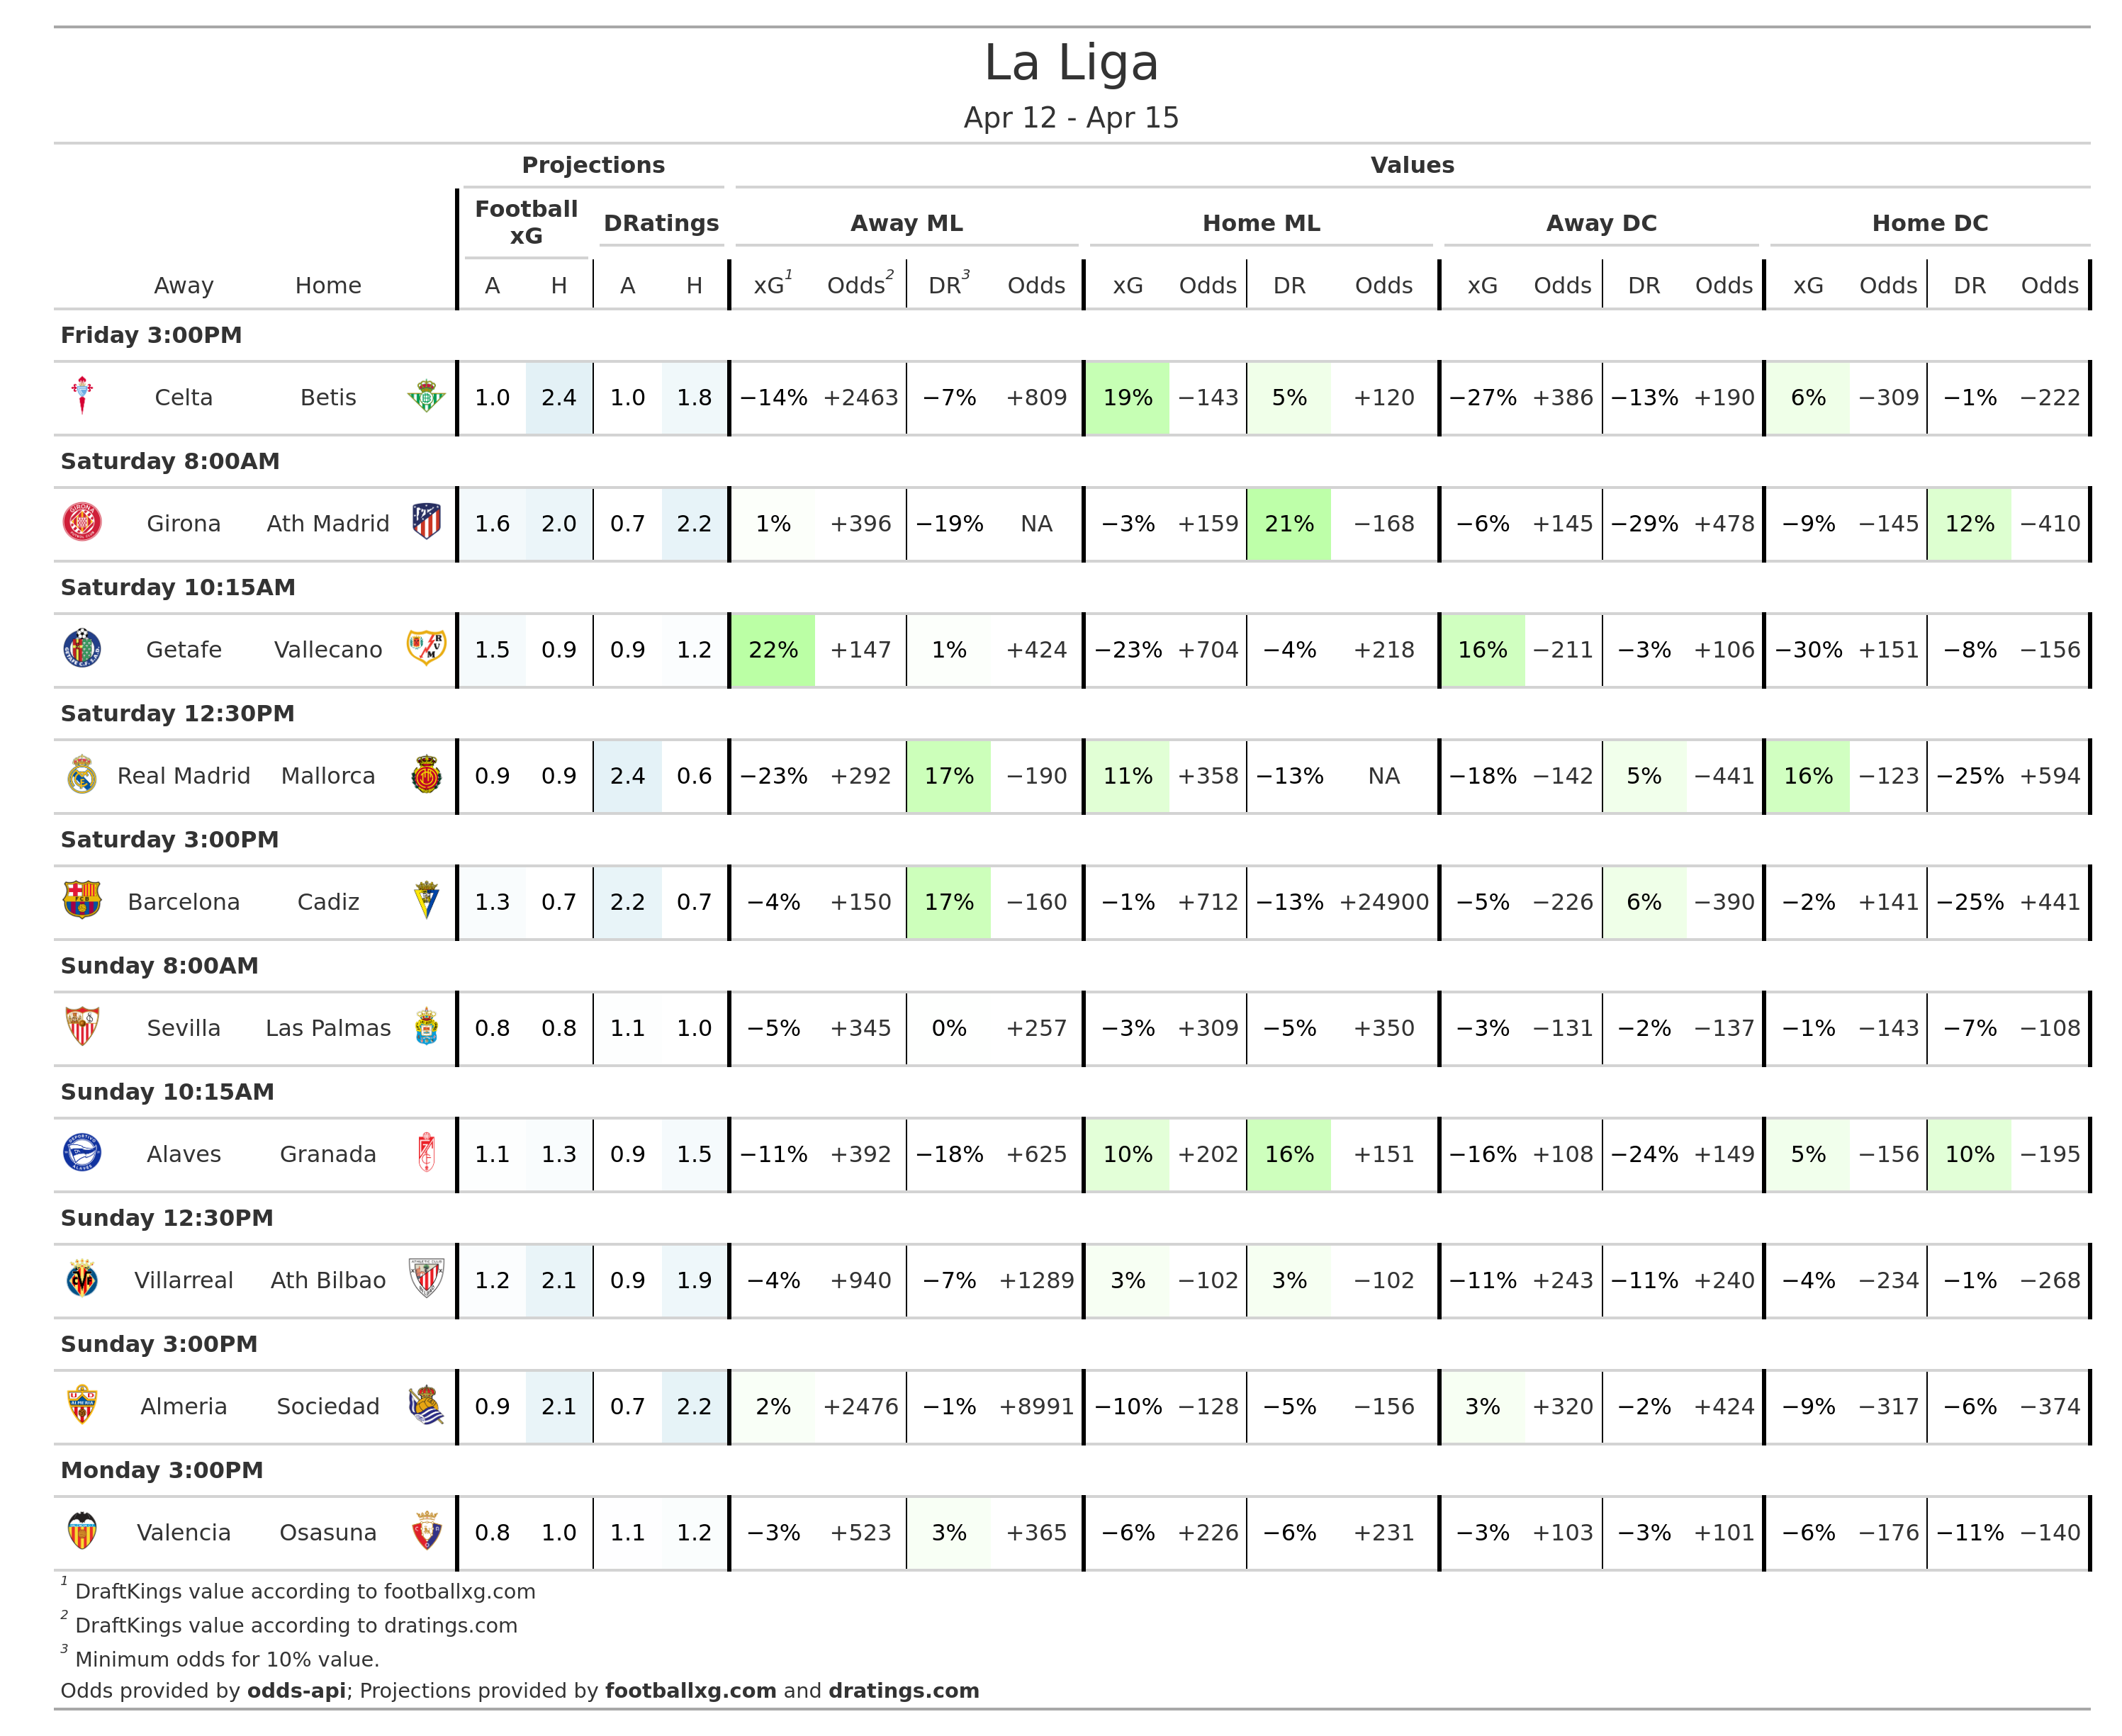 La Liga
Apr 12 - Apr 15
Projections Values
Football xG DRatings Away ML Home ML Away DC Home DC
Away Home A H A H xG1 Odds2 DR3 Odds xG Odds DR Odds xG Odds DR Odds xG Odds DR Odds
Friday 3:00PM
Celta Betis 1.0 2.4 1.0 1.8 −14% +2463 −7% +809 19% −143 5% +120 −27% +386 −13% +190 6% −309 −1% −222
Saturday 8:00AM
Girona Ath Madrid 1.6 2.0 0.7 2.2 1% +396 −19% NA −3% +159 21% −168 −6% +145 −29% +478 −9% −145 12% −410
Saturday 10:15AM
Getafe Vallecano 1.5 0.9 0.9 1.2 22% +147 1% +424 −23% +704 −4% +218 16% −211 −3% +106 −30% +151 −8% −156
Saturday 12:30PM
Real Madrid Mallorca 0.9 0.9 2.4 0.6 −23% +292 17% −190 11% +358 −13% NA −18% −142 5% −441 16% −123 −25% +594
Saturday 3:00PM
Barcelona Cadiz 1.3 0.7 2.2 0.7 −4% +150 17% −160 −1% +712 −13% +24900 −5% −226 6% −390 −2% +141 −25% +441
Sunday 8:00AM
Sevilla Las Palmas 0.8 0.8 1.1 1.0 −5% +345 0% +257 −3% +309 −5% +350 −3% −131 −2% −137 −1% −143 −7% −108
Sunday 10:15AM
Alaves Granada 1.1 1.3 0.9 1.5 −11% +392 −18% +625 10% +202 16% +151 −16% +108 −24% +149 5% −156 10% −195
Sunday 12:30PM
Villarreal Ath Bilbao 1.2 2.1 0.9 1.9 −4% +940 −7% +1289 3% −102 3% −102 −11% +243 −11% +240 −4% −234 −1% −268
Sunday 3:00PM
Almeria Sociedad 0.9 2.1 0.7 2.2 2% +2476 −1% +8991 −10% −128 −5% −156 3% +320 −2% +424 −9% −317 −6% −374
Monday 3:00PM
Valencia Osasuna 0.8 1.0 1.1 1.2 −3% +523 3% +365 −6% +226 −6% +231 −3% +103 −3% +101 −6% −176 −11% −140
1 DraftKings value according to footballxg.com
2 DraftKings value according to dratings.com
3 Minimum odds for 10% value.
Odds provided by odds-api; Projections provided by footballxg.com and dratings.com